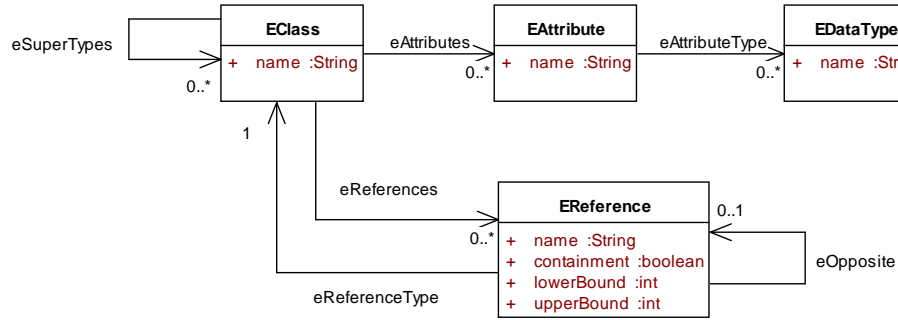 EClass
+ name :String
eSuperTypes
0..*
eAttributes
0..*
EAttribute
+ name :String
eAttributeType
0..*
EDataType
+ name :Str
1
eReferences
0..*
EReference
+ name :String
+ containment :boolean
+ lowerBound :int
+ upperBound :int
0..1
eOpposite
eReferenceType